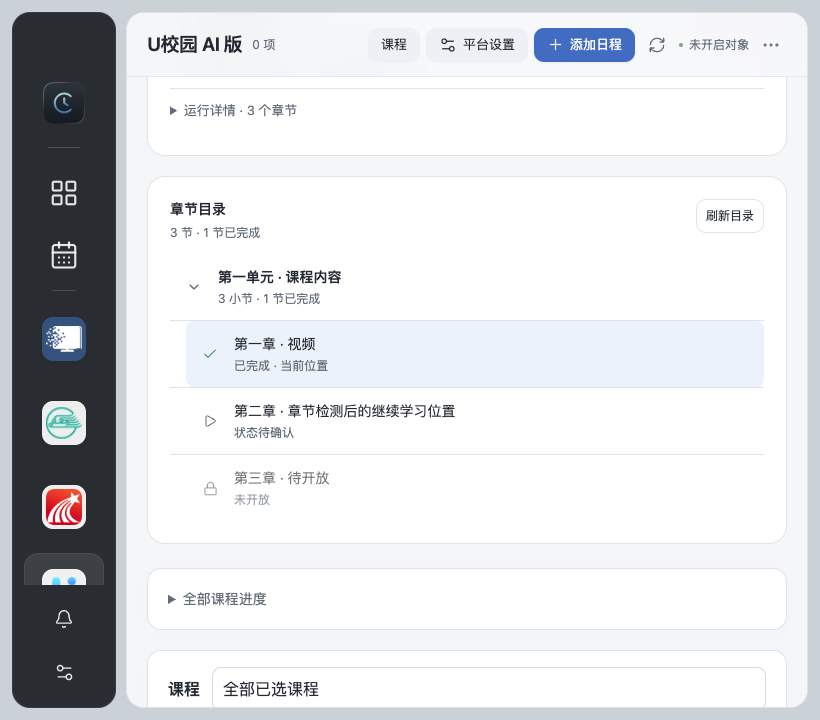 U校园 AI 版
0 项
课程
平台设置
添加日程
未开启对象
运行详情 · 3 个章节
章节目录
3 节 · 1 节已完成
刷新目录
第一单元 · 课程内容
3 小节 · 1 节已完成
第一章 · 视频
已完成 · 当前位置
第二章 · 章节检测后的继续学习位置
状态待确认
第三章 · 待开放
未开放
全部课程进度
课程
全部已选课程